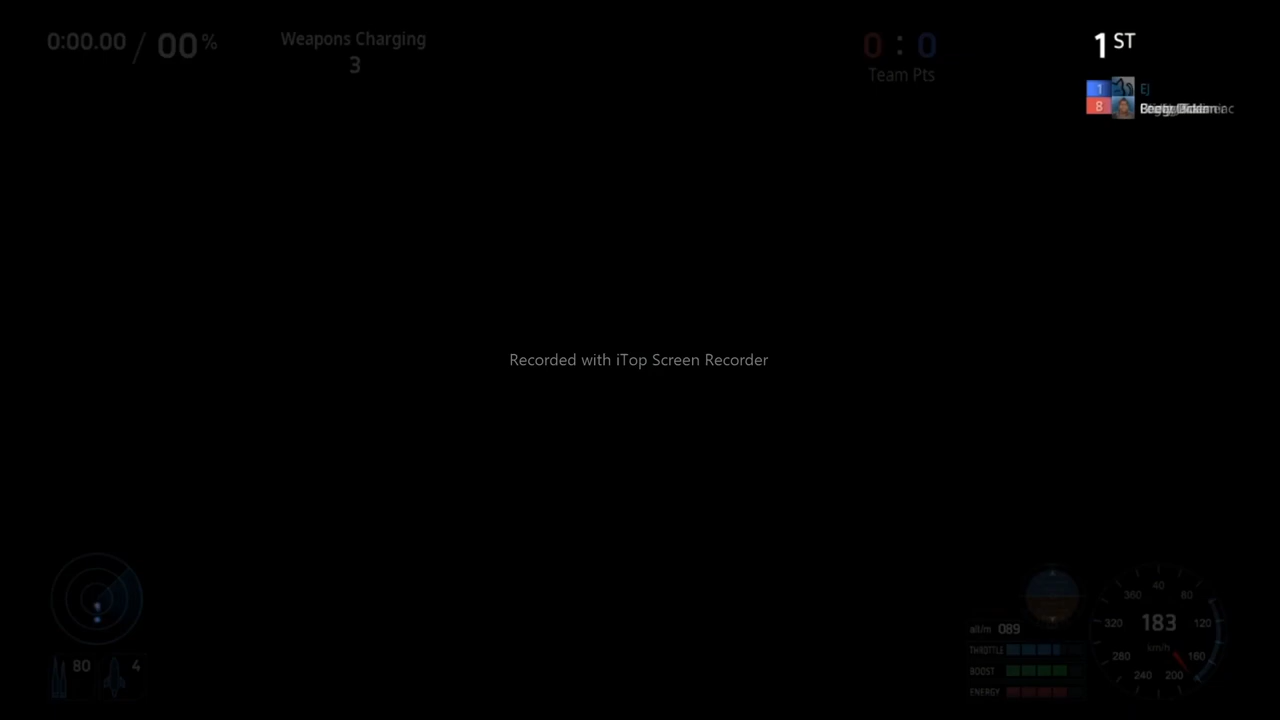 0:00.00 / 00%
Weapons Charging
3
0 : 0
Team Pts
1ST
1 EJ
8
Recorded with iTop Screen Recorder
80 4
alt/m 089
THROTTLE
BOOST
ENERGY
40
80
120
160
200
240
280
320
360
183
km/h